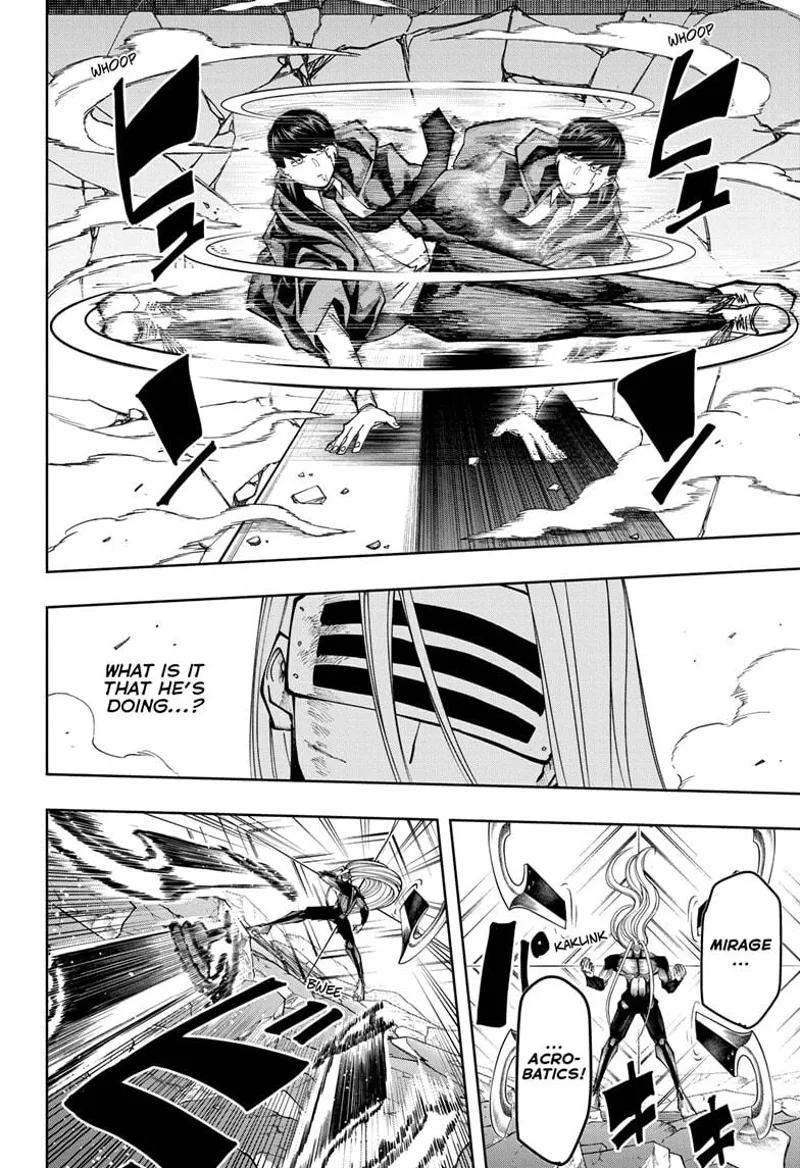 WHOOP
ヒュ
WHOOP
ヒュ
WHAT IS IT
THAT HE'S
DOING...?
MIRAGE
...
KAKLINK
...
ACRO-
BATICS!
BWEE